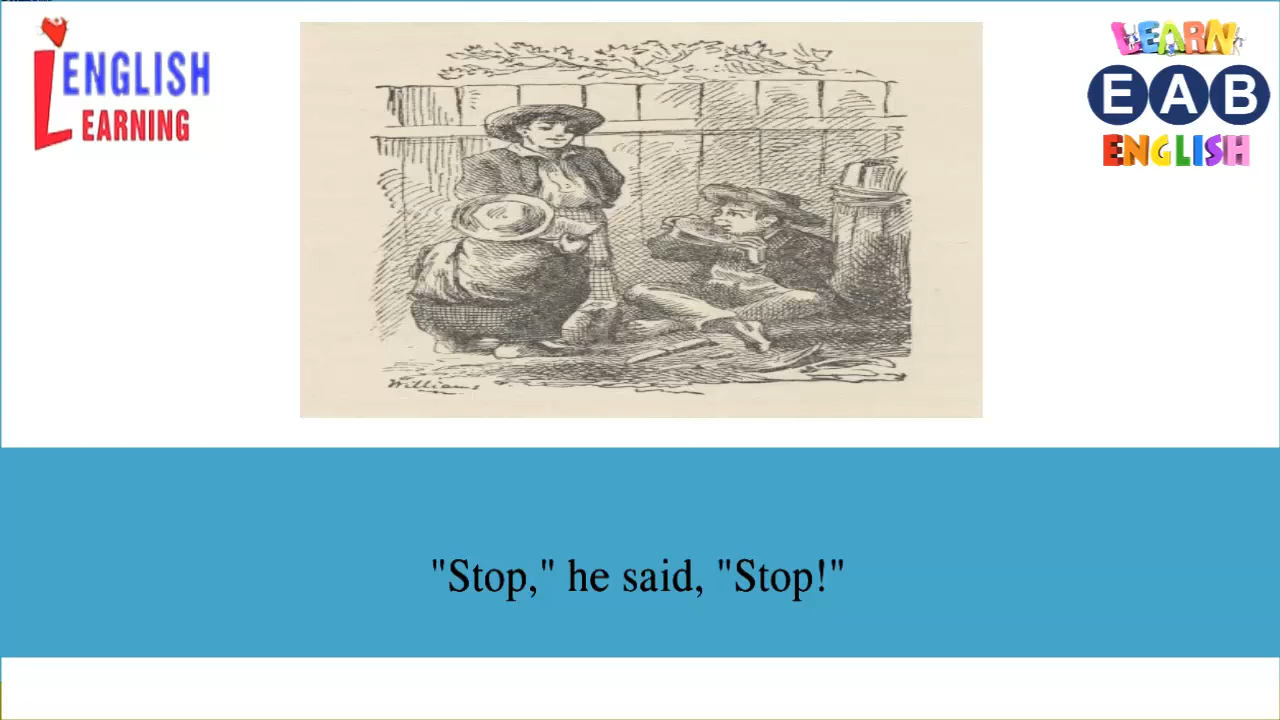 ENGLISH
LEARNING
LEARN
EAB
ENGLISH
Williams
"Stop," he said, "Stop!"